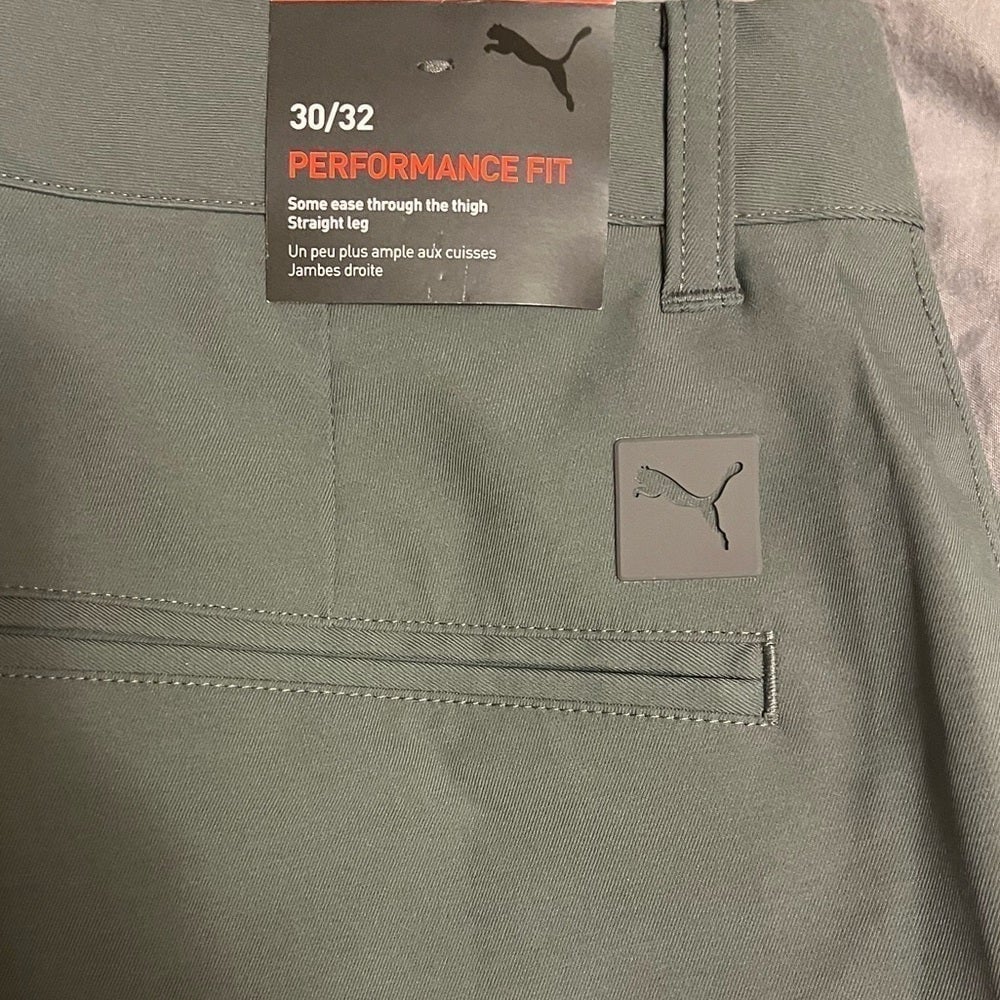 30/32
PERFORMANCE FIT
Some ease through the thigh
Straight leg
Un peu plus ample aux cuisses
Jambes droite